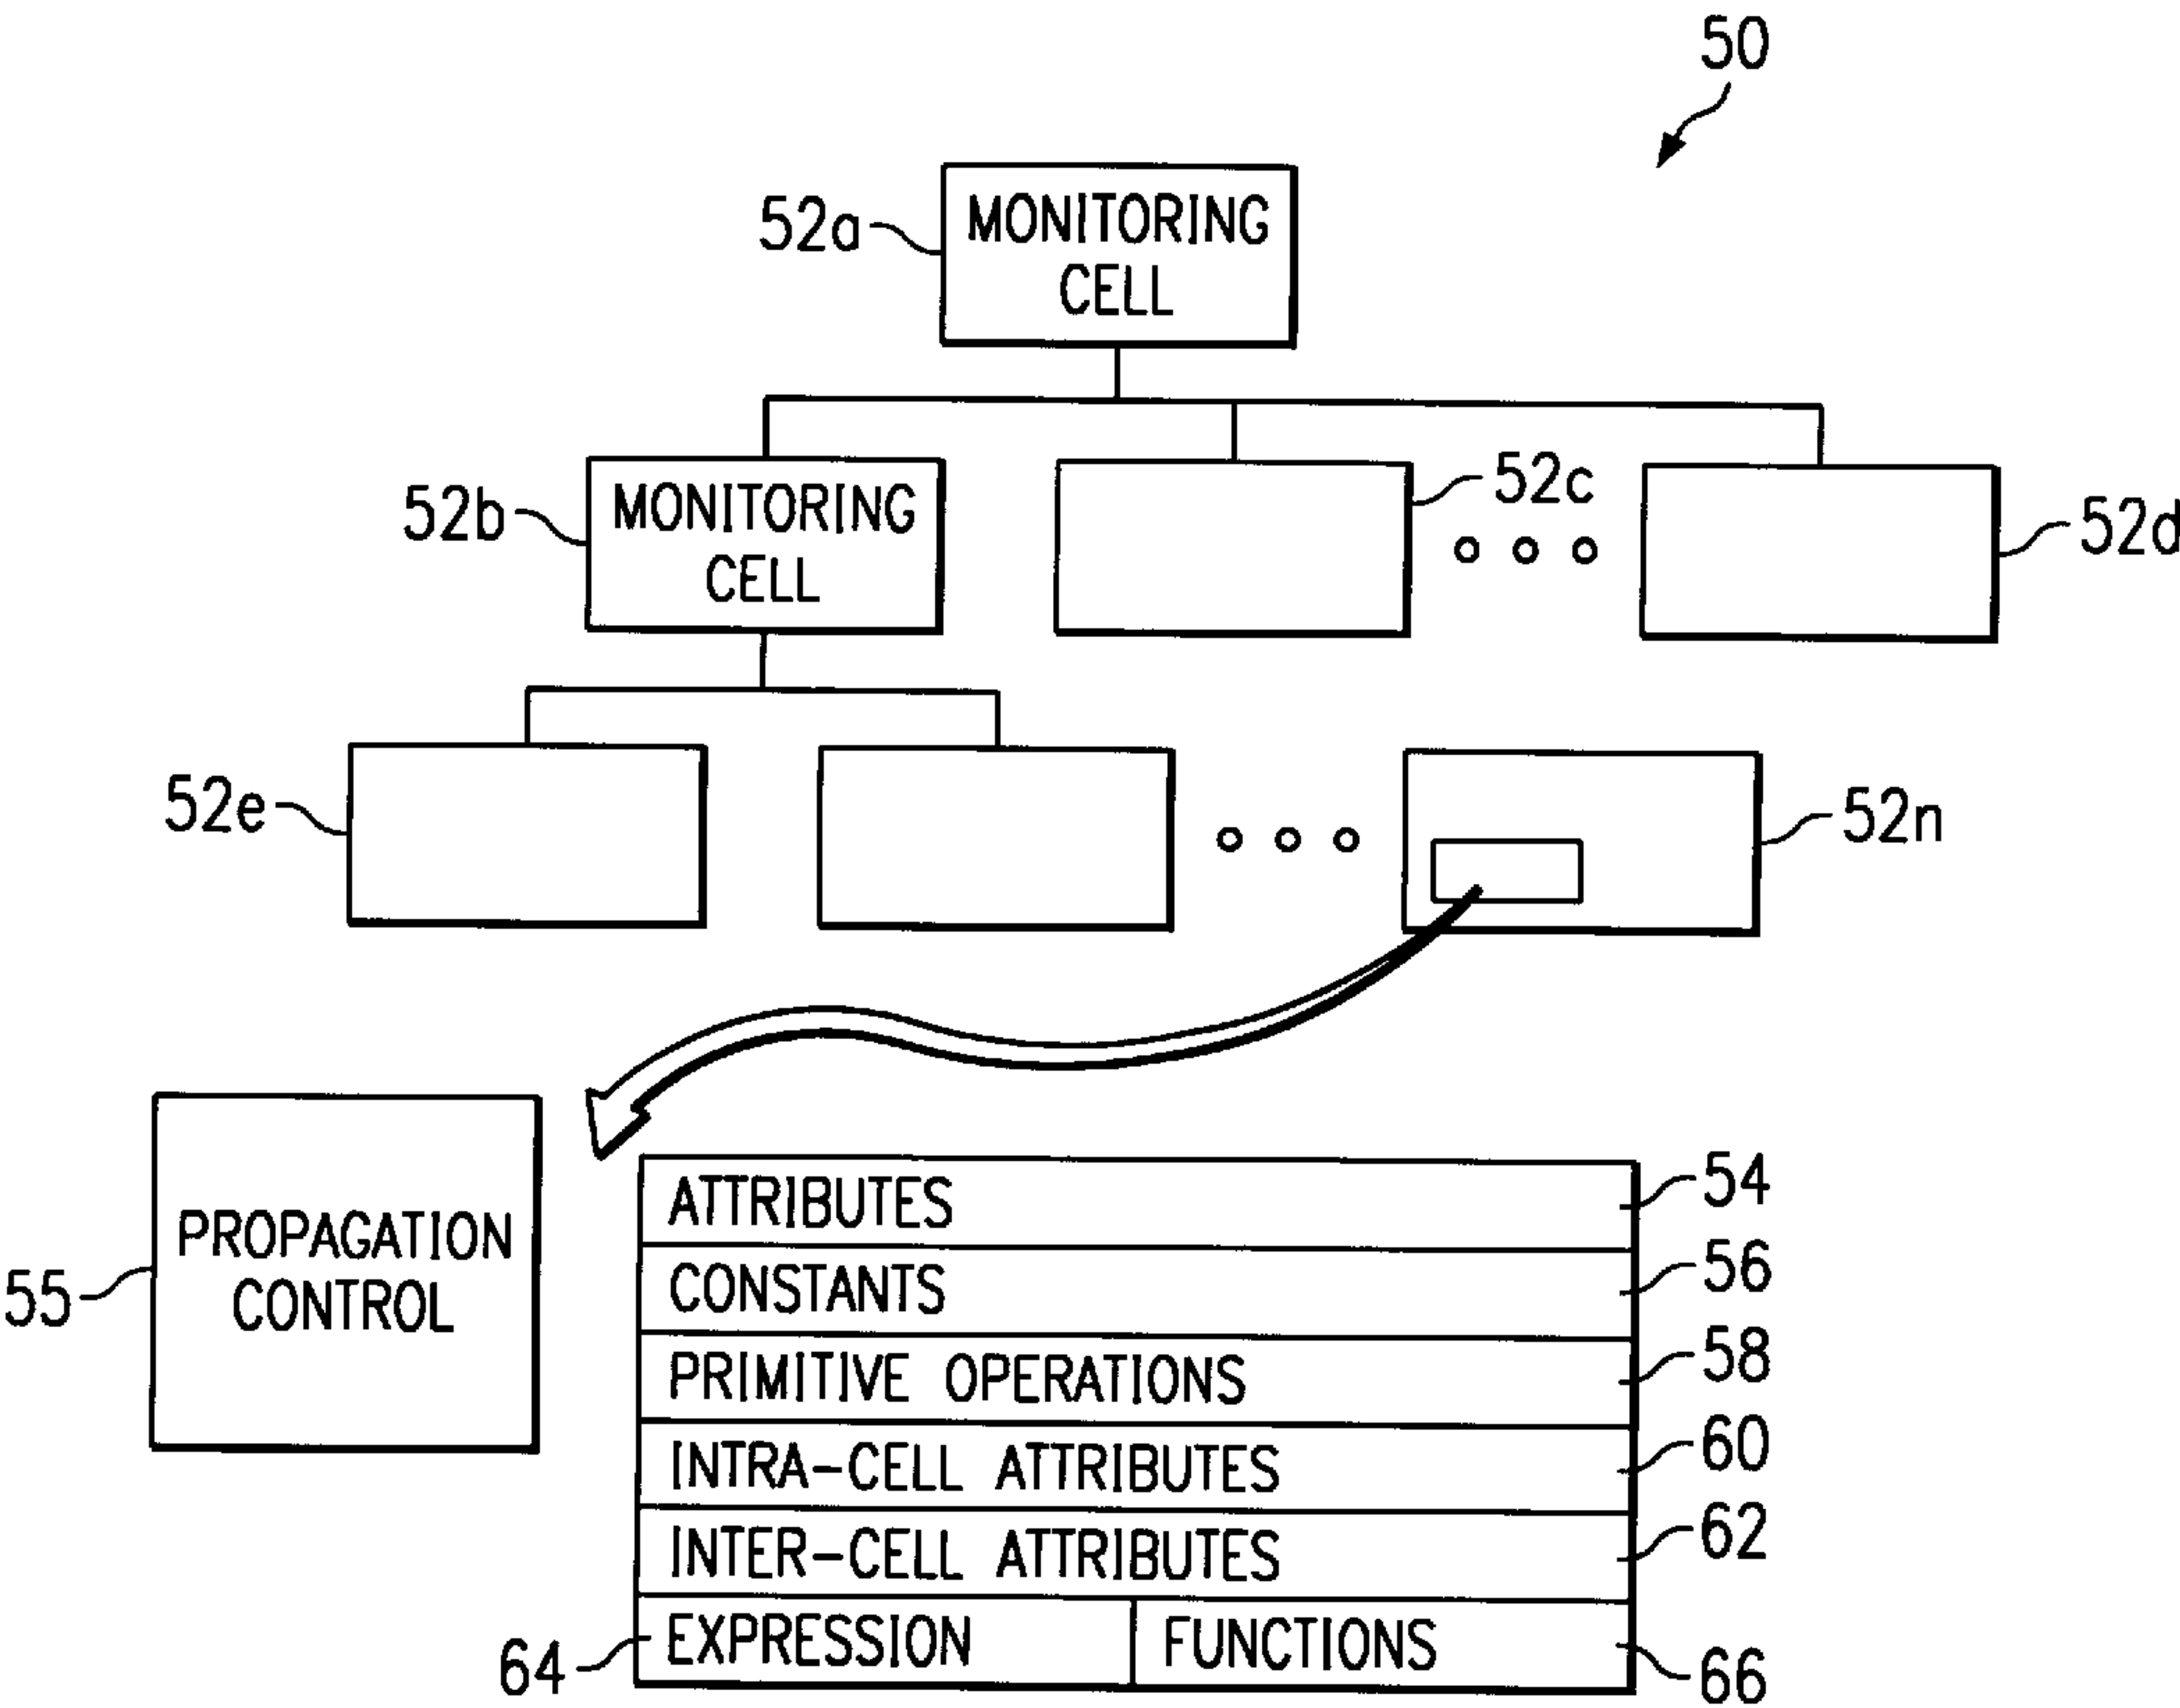 50
52a
MONITORING
CELL
52b
MONITORING
CELL
52c
52d
52e
52n
55
PROPAGATION
CONTROL
ATTRIBUTES
54
CONSTANTS
56
PRIMITIVE OPERATIONS
58
INTRA-CELL ATTRIBUTES
60
INTER-CELL ATTRIBUTES
62
64
EXPRESSION
FUNCTIONS
66